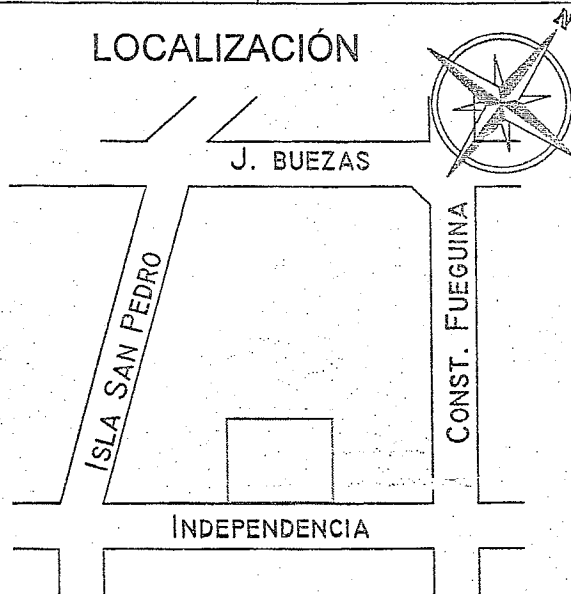 LOCALIZACIÓN
N
J. BUEZAS
ISLA SAN PEDRO
CONST. FUEGUINA
INDEPENDENCIA